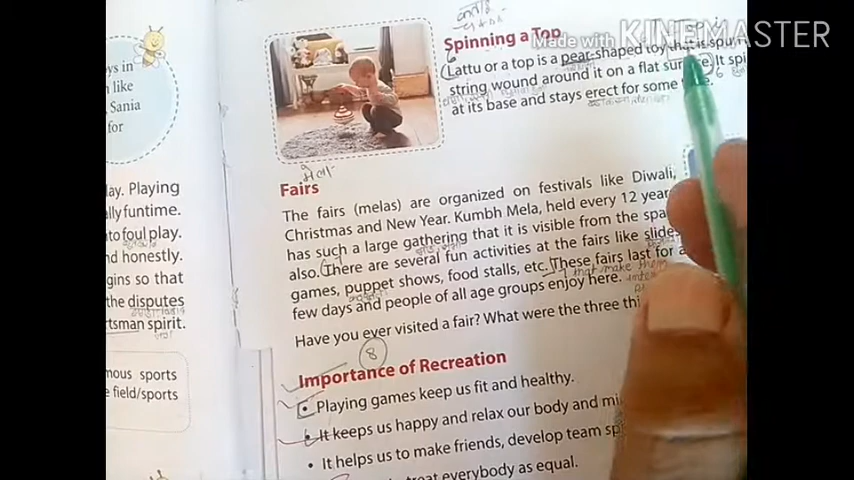 Made with KINEMASTER
ys in
like
Sania
for
Spinning a Top
Lattu or a top is a pear-shaped toy that is spun
string wound around it on a flat surface. It spi
at its base and stays erect for some
मेला
Fairs
The fairs (melas) are organized on festivals like Diwali,
Christmas and New Year. Kumbh Mela, held every 12 year
has such a large gathering that it is visible from the spa
also. There are several fun activities at the fairs like slides
games, puppet shows, food stalls, etc. These fairs last for a
few days and people of all age groups enjoy here.
that make them
Have you ever visited a fair? What were the three thi
8
Importance of Recreation
• Playing games keep us fit and healthy.
• It keeps us happy and relax our body and mi
• It helps us to make friends, develop team sp
treat everybody as equal.
lay. Playing
lly funtime.
to foul play.
nd honestly.
gins so that
the disputes
rtsman spirit.
mous sports
e field/sports